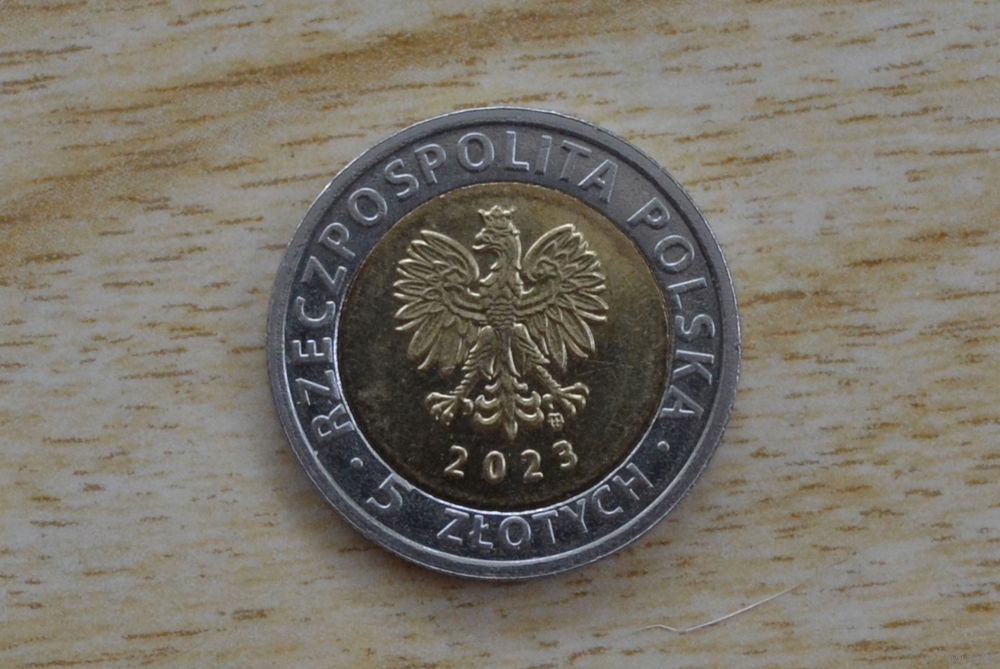 RZECZPOSPOLITA POLSKA
2023
· 5 ZŁOTYCH ·